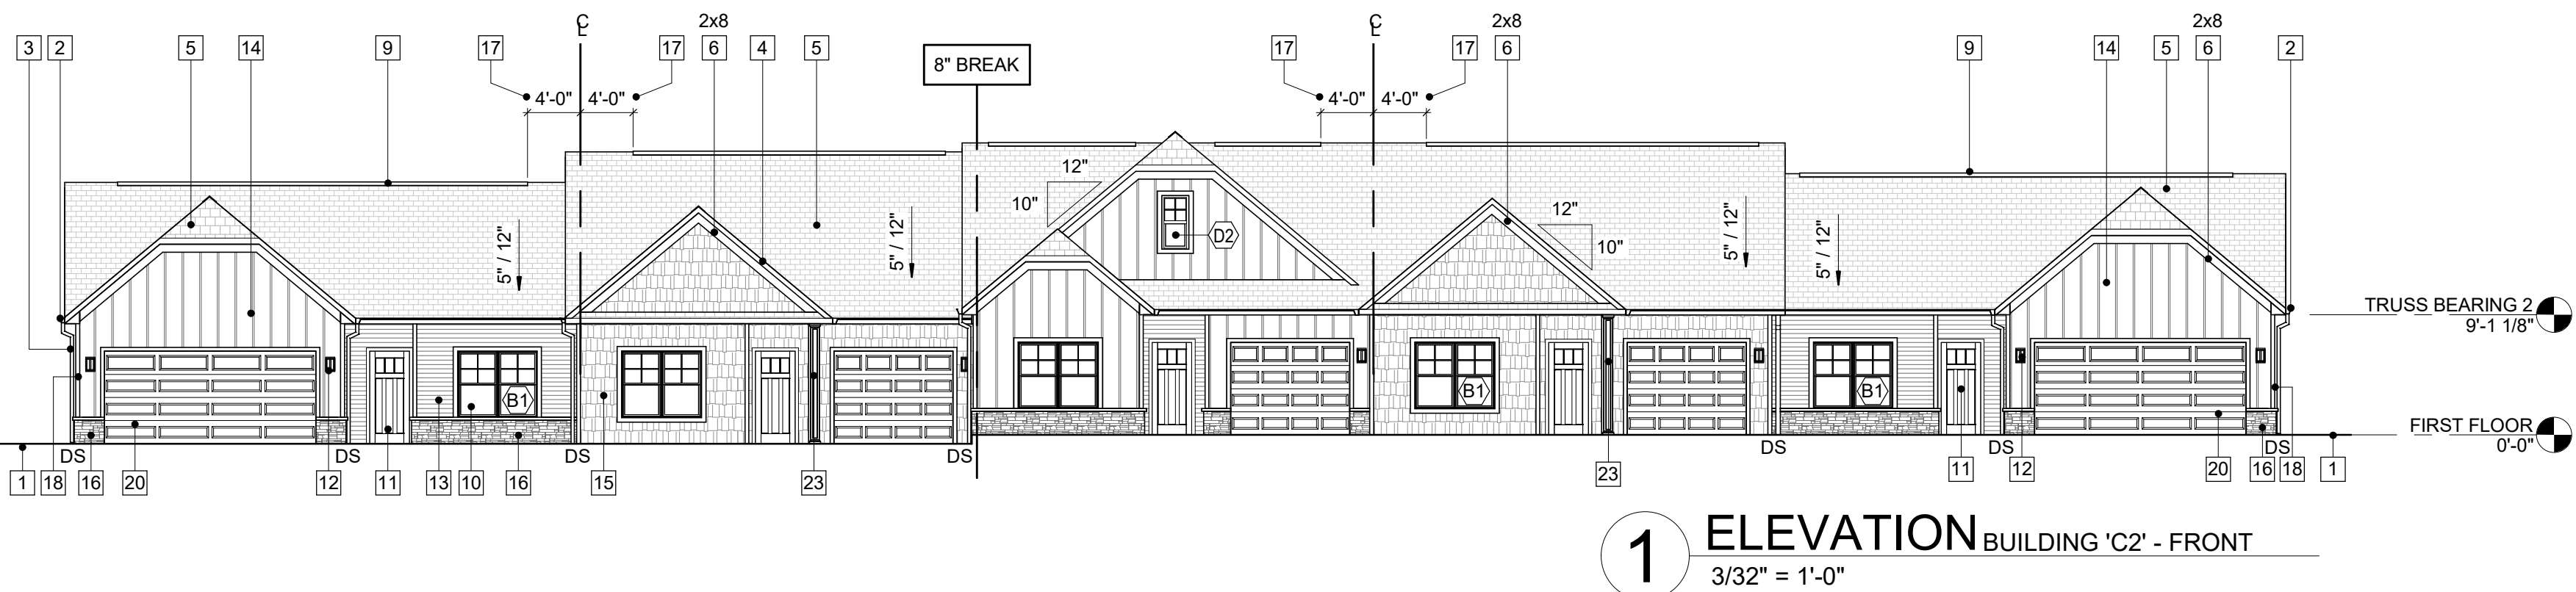 C
L
2x8
C
L
2x8
2x8
3
2
5
14
9
17
17
6
4
5
8" BREAK
17
17
6
9
14
5
6
2
4'-0"
4'-0"
4'-0"
4'-0"
12"
10"
12"
10"
D2
5" / 12"
5" / 12"
5" / 12"
5" / 12"
TRUSS BEARING 2
9'-1 1/8"
B1
B1
B1
FIRST FLOOR
0'-0"
DS
DS
DS
DS
DS
DS
DS
1
18
16
20
12
11
13
10
16
15
23
23
11
12
20
16
18
1
1
ELEVATION BUILDING 'C2' - FRONT
3/32" = 1'-0"